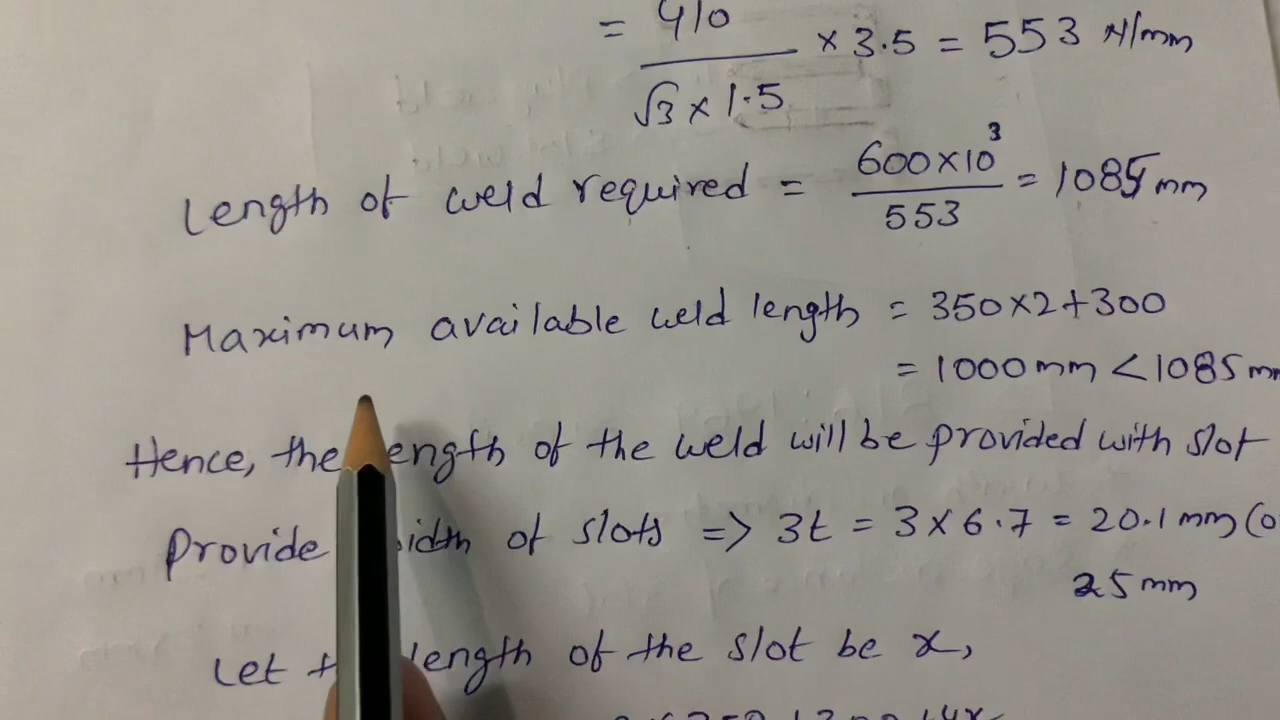 = 410 / √3 × 1.5 × 3.5 = 553 N/mm
Length of weld required = 600×10³ / 553 = 1085 mm
Maximum available weld length = 350×2+300
= 1000 mm < 1085 mm
Hence, the length of the weld will be provided with slot
Provide width of slots => 3t = 3×6.7 = 20.1 mm (o
25 mm
Let the length of the slot be x,